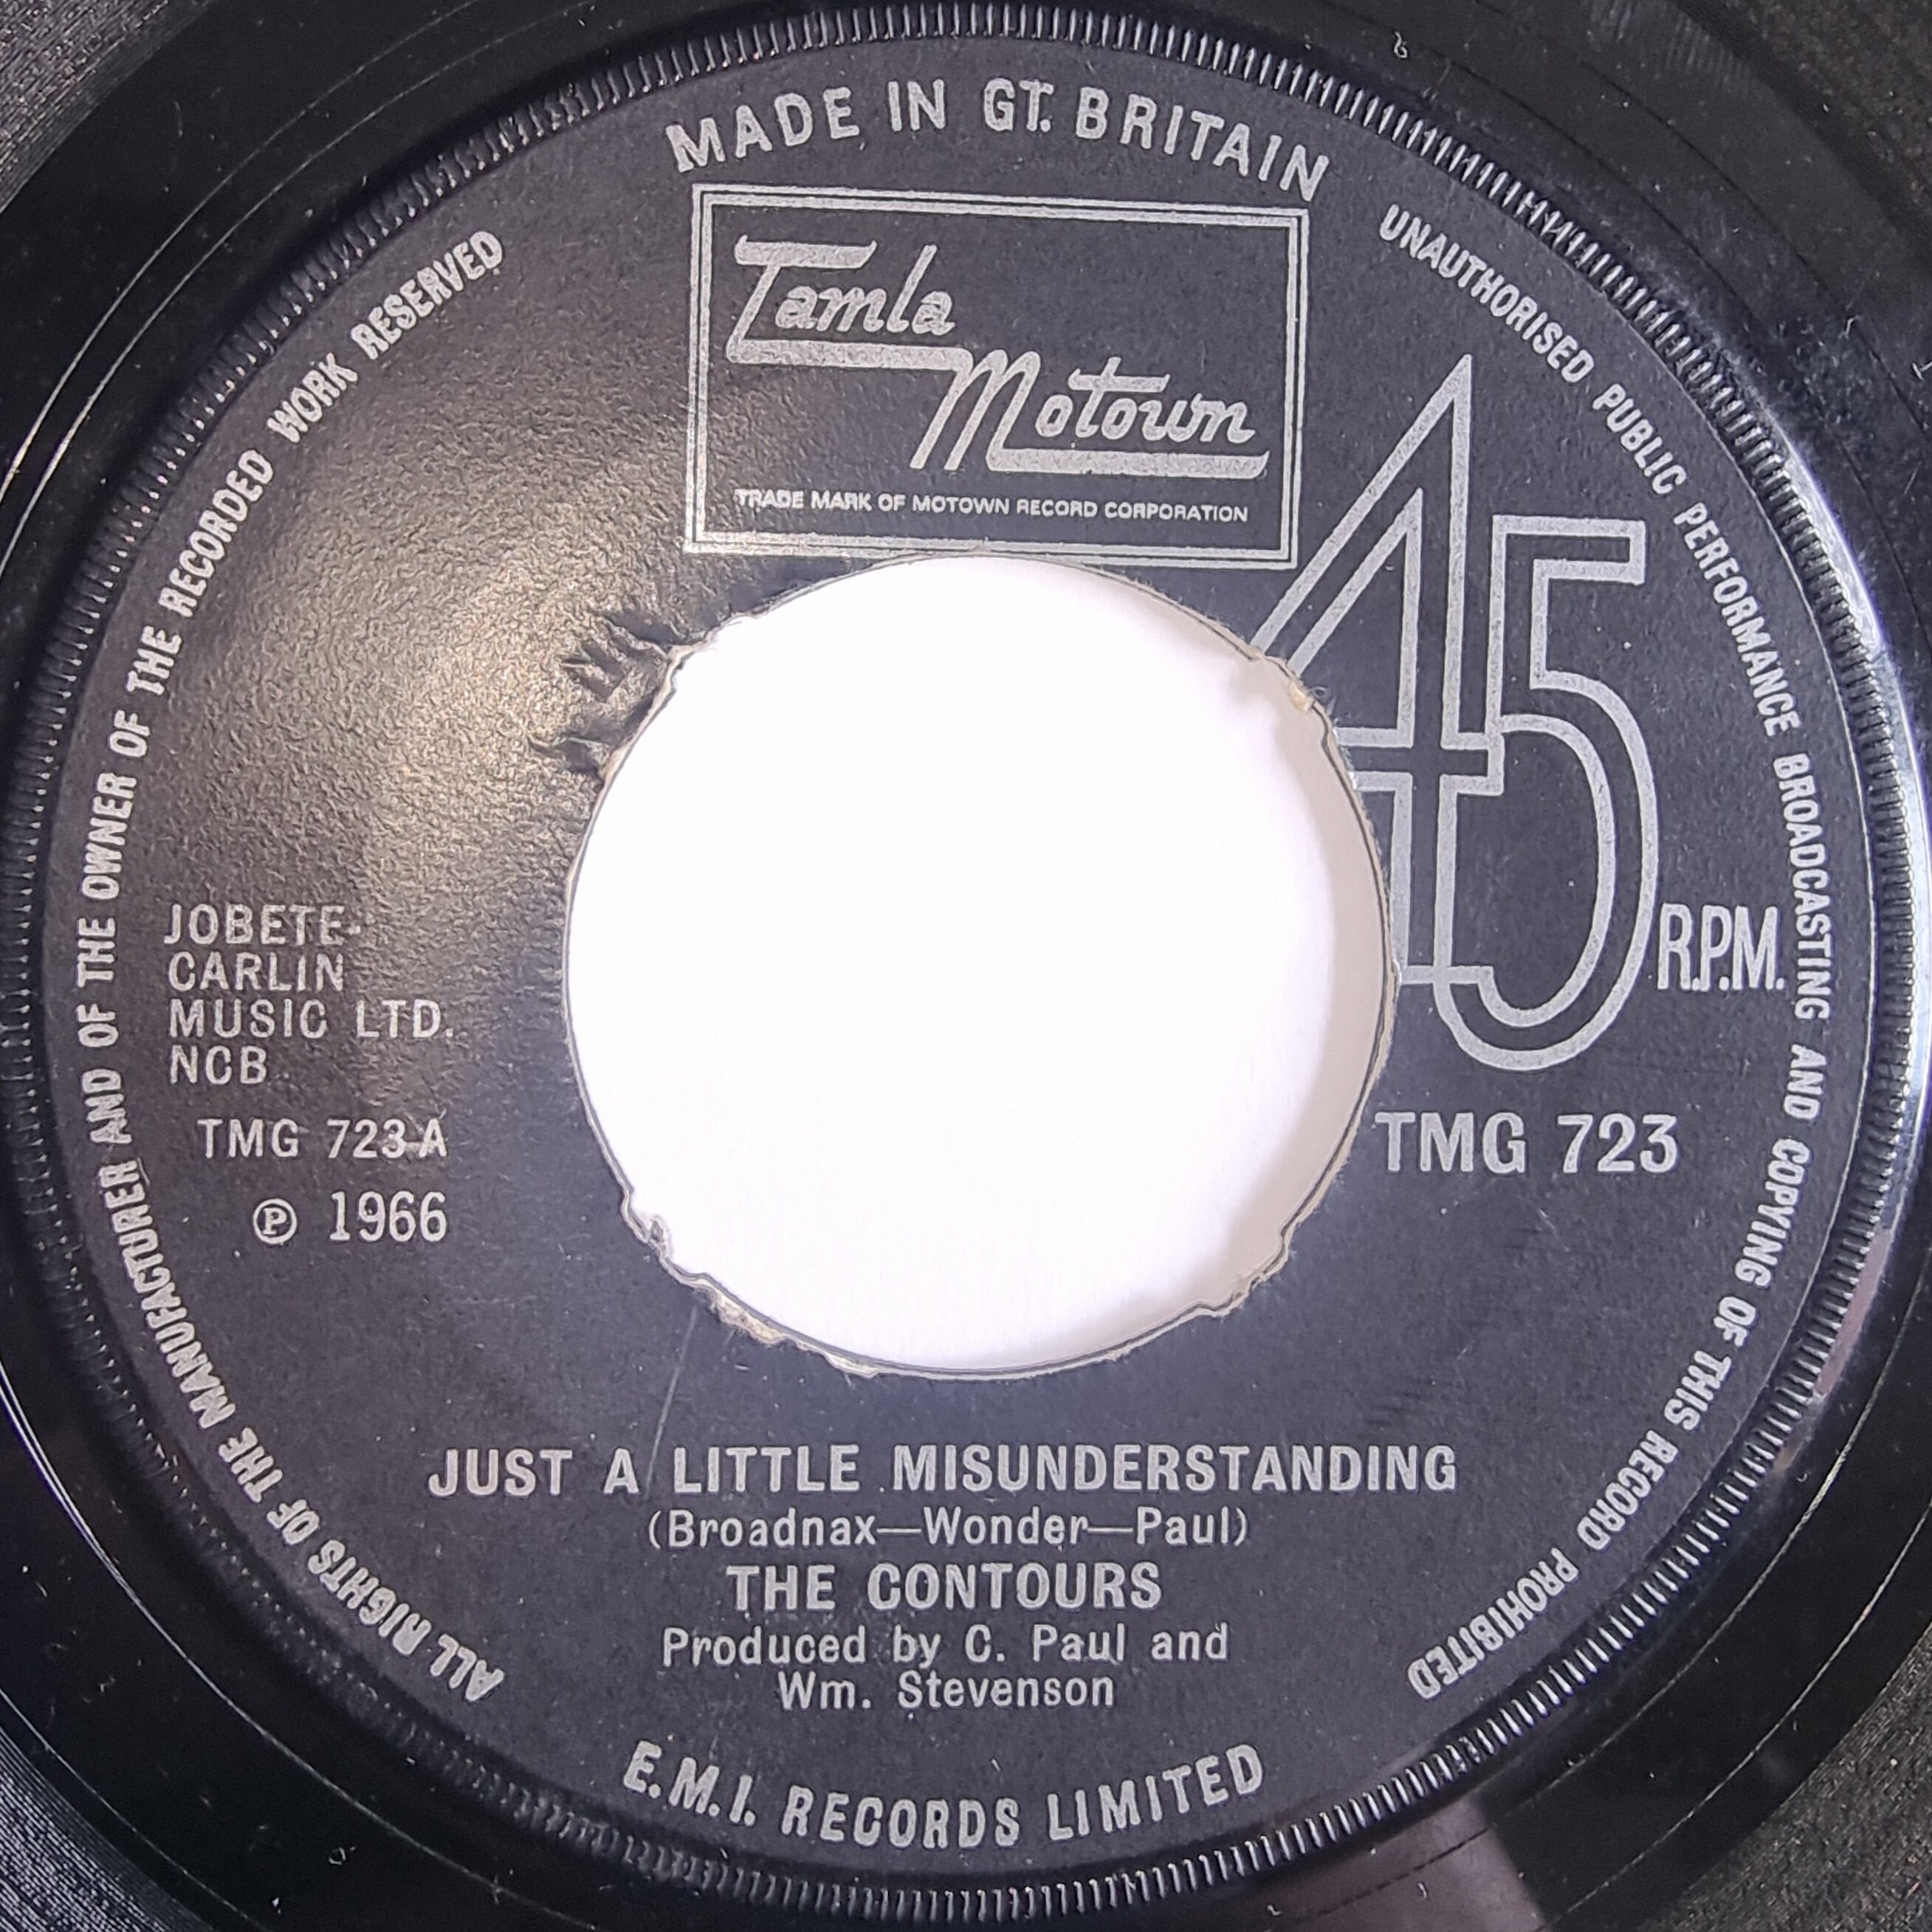 MADE IN GT. BRITAIN
Tamla
Motown
TRADE MARK OF MOTOWN RECORD CORPORATION
45
R.P.M.
JOBETE-
CARLIN
MUSIC LTD.
NCB
TMG 723-A
℗ 1966
TMG 723
JUST A LITTLE MISUNDERSTANDING
(Broadnax—Wonder—Paul)
THE CONTOURS
Produced by C. Paul and
Wm. Stevenson
E.M.I. RECORDS LIMITED
ALL RIGHTS OF THE MANUFACTURER AND OF THE OWNER OF THE RECORDED WORK RESERVED
UNAUTHORISED PUBLIC PERFORMANCE BROADCASTING AND COPYING OF THIS RECORD PROHIBITED